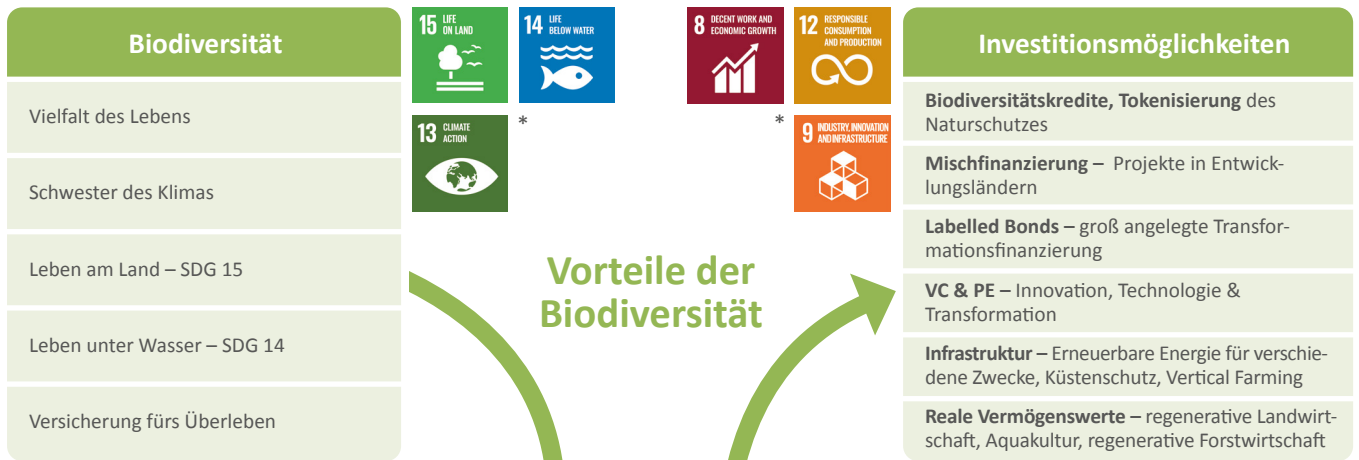 Biodiversität
Vielfalt des Lebens
Schwester des Klimas
Leben am Land – SDG 15
Leben unter Wasser – SDG 14
Versicherung fürs Überleben
15 LIFE
ON LAND
14 LIFE
BELOW WATER
13 CLIMATE
ACTION
*
8 DECENT WORK AND
ECONOMIC GROWTH
12 RESPONSIBLE
CONSUMPTION
AND PRODUCTION
*
9 INDUSTRY, INNOVATION
AND INFRASTRUCTURE
Vorteile der
Biodiversität
Investitionsmöglichkeiten
Biodiversitätskredite, Tokenisierung des
Naturschutzes
Mischfinanzierung – Projekte in Entwick-
lungsländern
Labelled Bonds – groß angelegte Transfor-
mationsfinanzierung
VC & PE – Innovation, Technologie &
Transformation
Infrastruktur – Erneuerbare Energie für verschie-
dene Zwecke, Küstenschutz, Vertical Farming
Reale Vermögenswerte – regenerative Landwirt-
schaft, Aquakultur, regenerative Forstwirtschaft